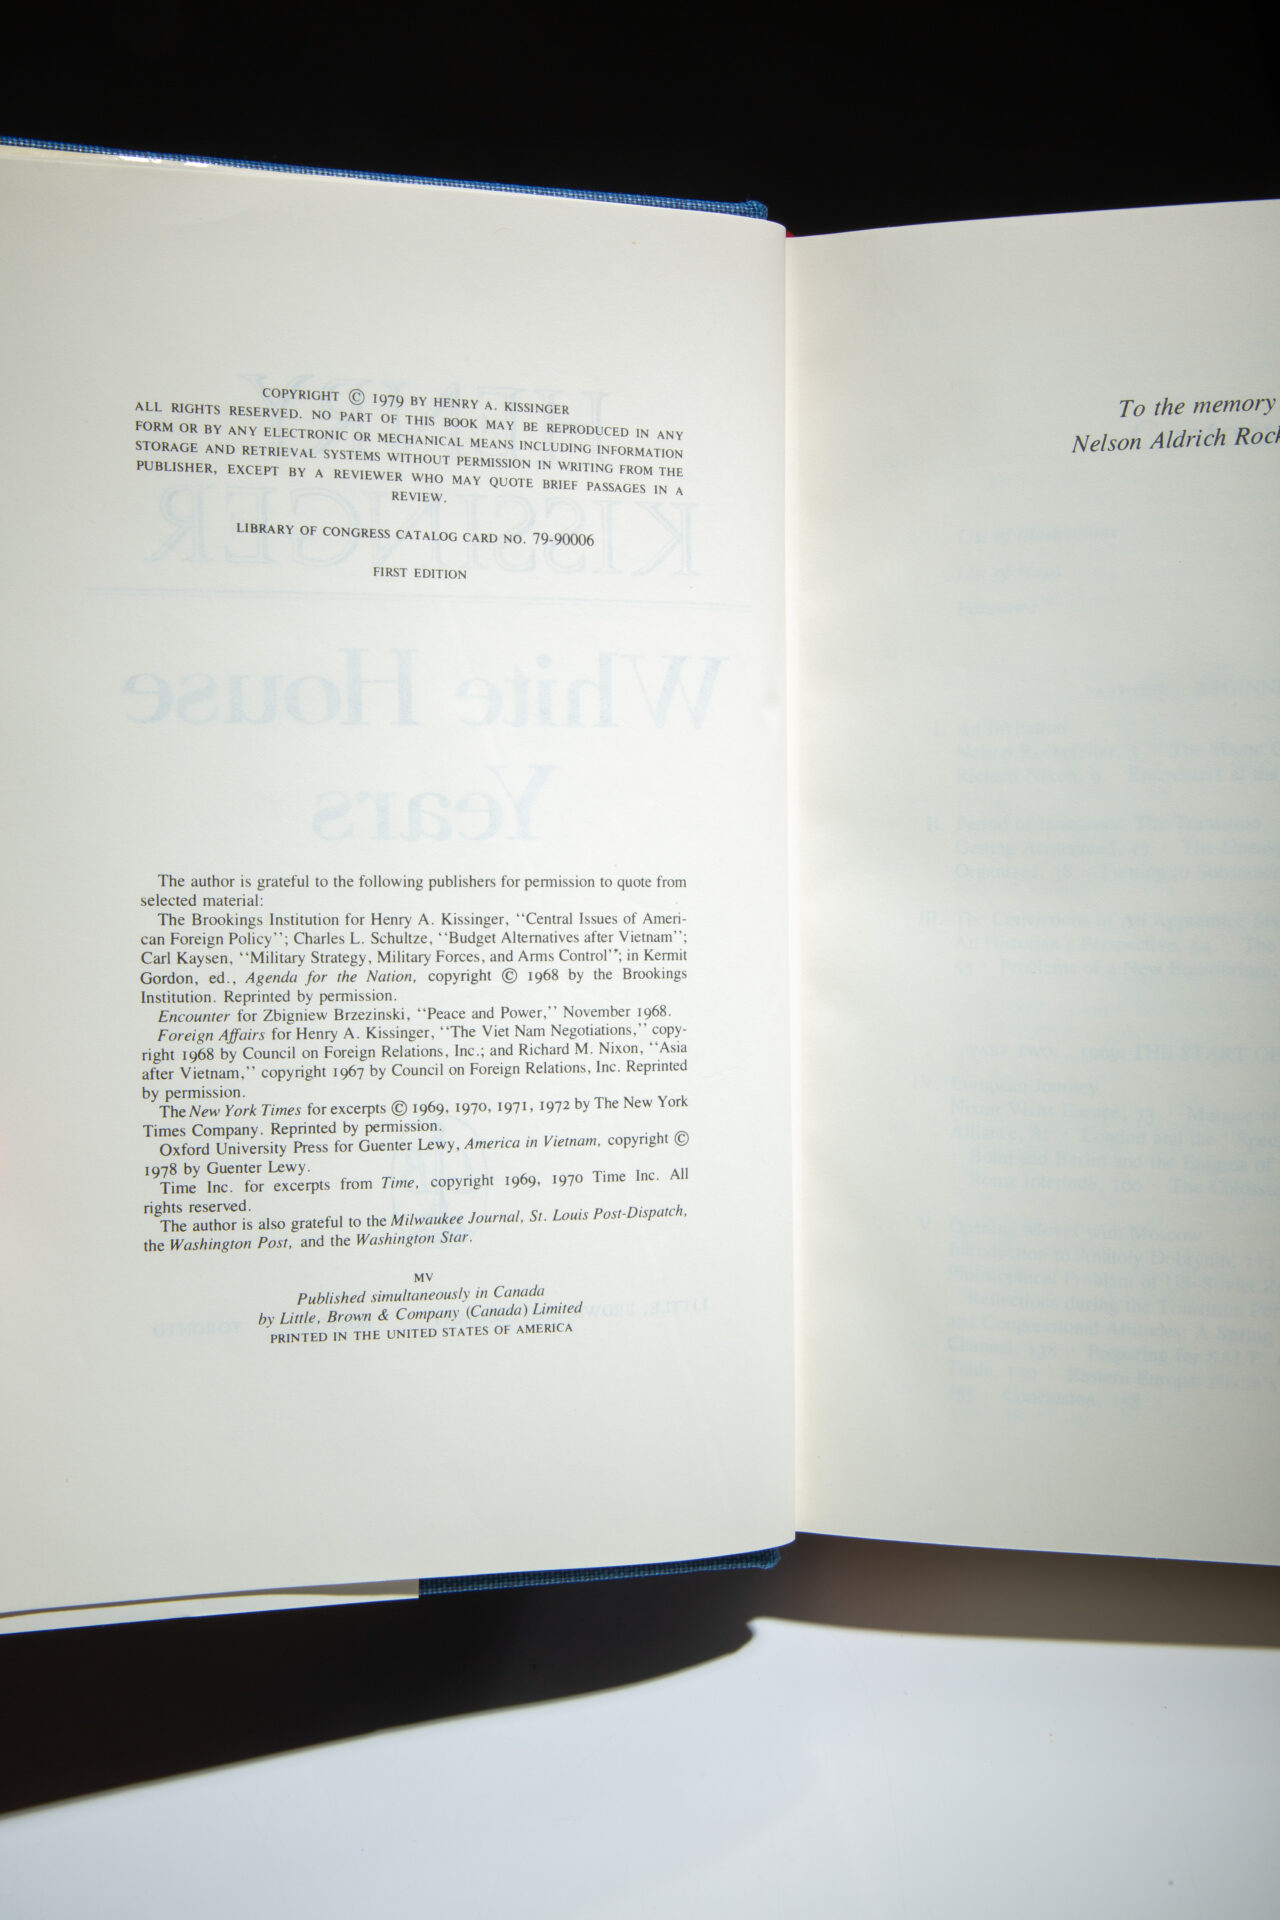 COPYRIGHT © 1979 BY HENRY A. KISSINGER
ALL RIGHTS RESERVED. NO PART OF THIS BOOK MAY BE REPRODUCED IN ANY
FORM OR BY ANY ELECTRONIC OR MECHANICAL MEANS INCLUDING INFORMATION
STORAGE AND RETRIEVAL SYSTEMS WITHOUT PERMISSION IN WRITING FROM THE
PUBLISHER, EXCEPT BY A REVIEWER WHO MAY QUOTE BRIEF PASSAGES IN A
REVIEW.
LIBRARY OF CONGRESS CATALOG CARD NO. 79-90006
FIRST EDITION
The author is grateful to the following publishers for permission to quote from
selected material:
The Brookings Institution for Henry A. Kissinger, "Central Issues of Ameri-
can Foreign Policy"; Charles L. Schultze, "Budget Alternatives after Vietnam";
Carl Kaysen, "Military Strategy, Military Forces, and Arms Control"; in Kermit
Gordon, ed., Agenda for the Nation, copyright © 1968 by the Brookings
Institution. Reprinted by permission.
Encounter for Zbigniew Brzezinski, "Peace and Power," November 1968.
Foreign Affairs for Henry A. Kissinger, "The Viet Nam Negotiations," copy-
right 1968 by Council on Foreign Relations, Inc.; and Richard M. Nixon, "Asia
after Vietnam," copyright 1967 by Council on Foreign Relations, Inc. Reprinted
by permission.
The New York Times for excerpts © 1969, 1970, 1971, 1972 by The New York
Times Company. Reprinted by permission.
Oxford University Press for Guenter Lewy, America in Vietnam, copyright ©
1978 by Guenter Lewy.
Time Inc. for excerpts from Time, copyright 1969, 1970 Time Inc. All
rights reserved.
The author is also grateful to the Milwaukee Journal, St. Louis Post-Dispatch,
the Washington Post, and the Washington Star.
MV
Published simultaneously in Canada
by Little, Brown & Company (Canada) Limited
PRINTED IN THE UNITED STATES OF AMERICA
To the memory
Nelson Aldrich Rock